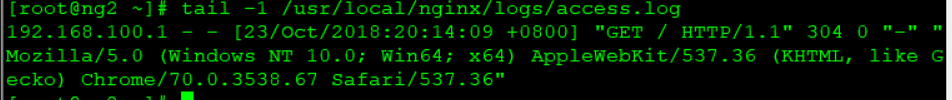 [root@ng2 ~]# tail -1 /usr/local/nginx/logs/access.log
192.168.100.1 - - [23/Oct/2018:20:14:09 +0800] "GET / HTTP/1.1" 304 0 "-" "
Mozilla/5.0 (Windows NT 10.0; Win64; x64) AppleWebKit/537.36 (KHTML, like G
ecko) Chrome/70.0.3538.67 Safari/537.36"
[root@ng2 ~]#